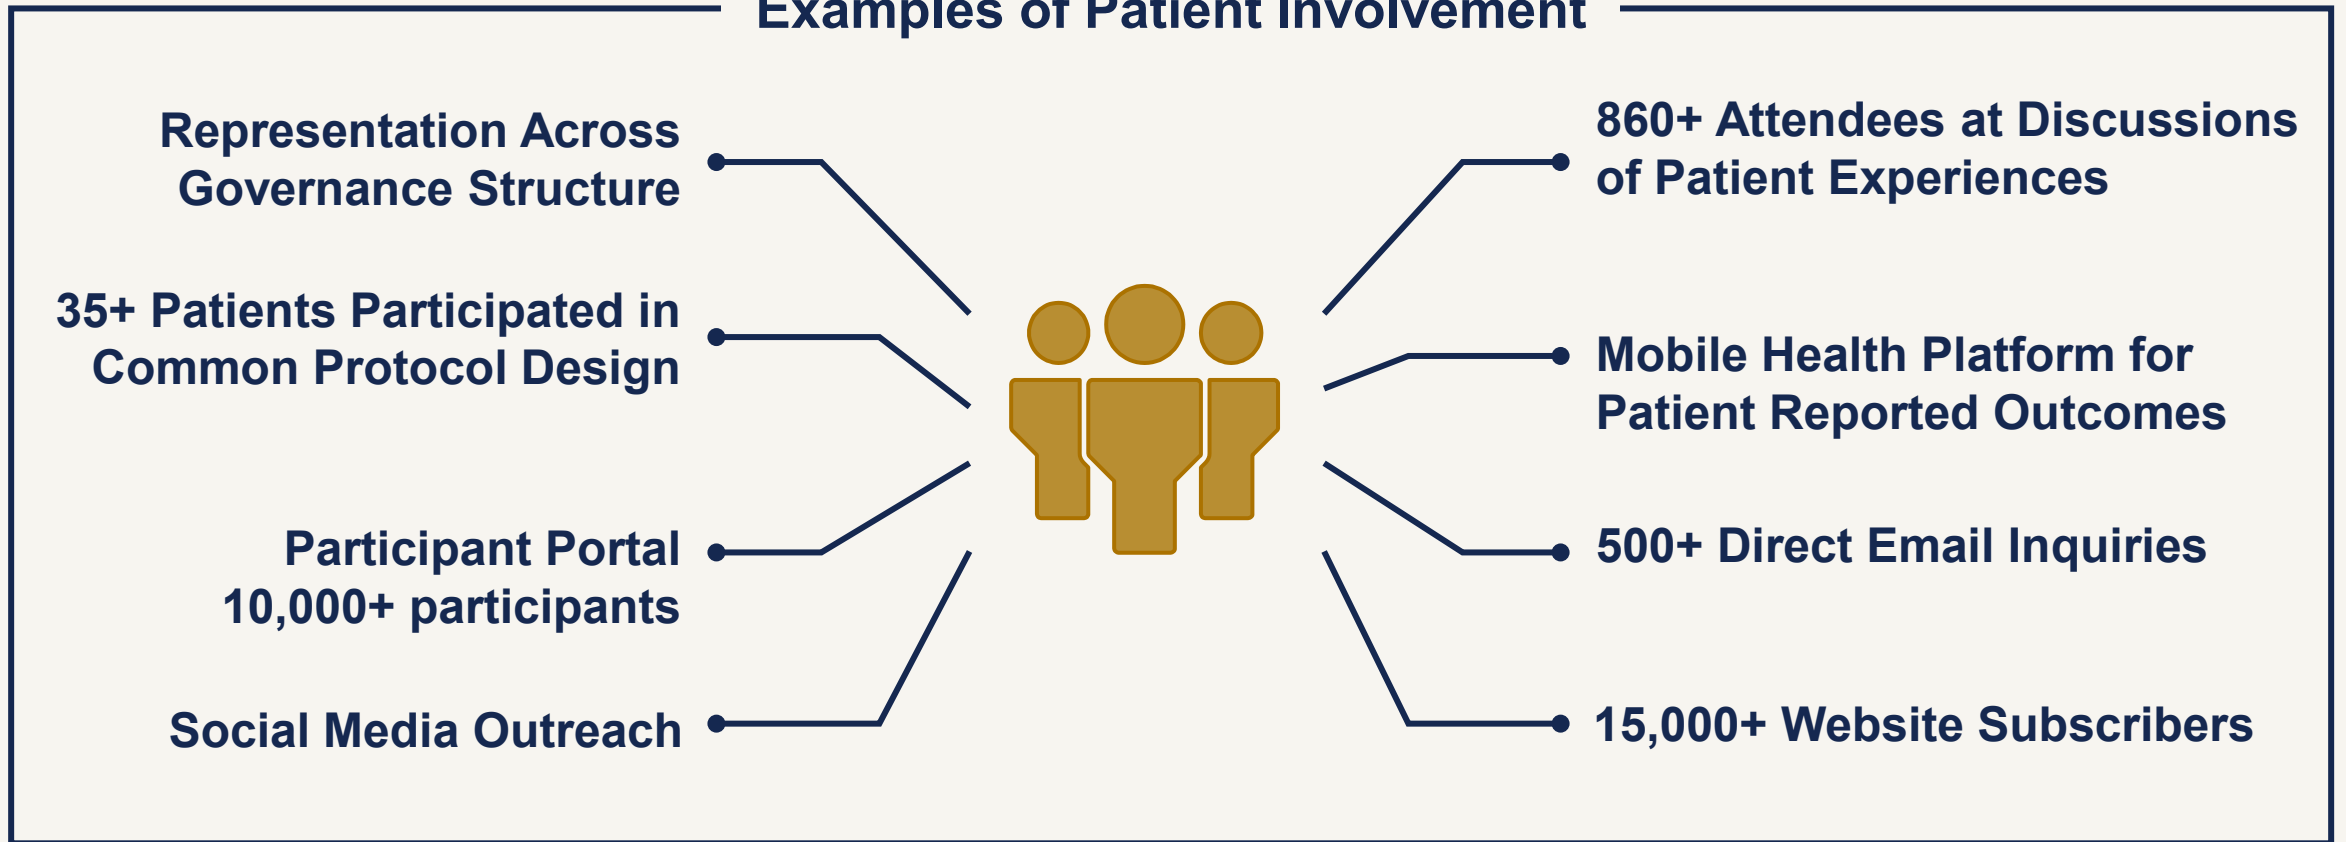 Examples of Patient Involvement
Representation Across
Governance Structure
35+ Patients Participated in
Common Protocol Design
Participant Portal
10,000+ participants
Social Media Outreach
860+ Attendees at Discussions
of Patient Experiences
Mobile Health Platform for
Patient Reported Outcomes
500+ Direct Email Inquiries
15,000+ Website Subscribers